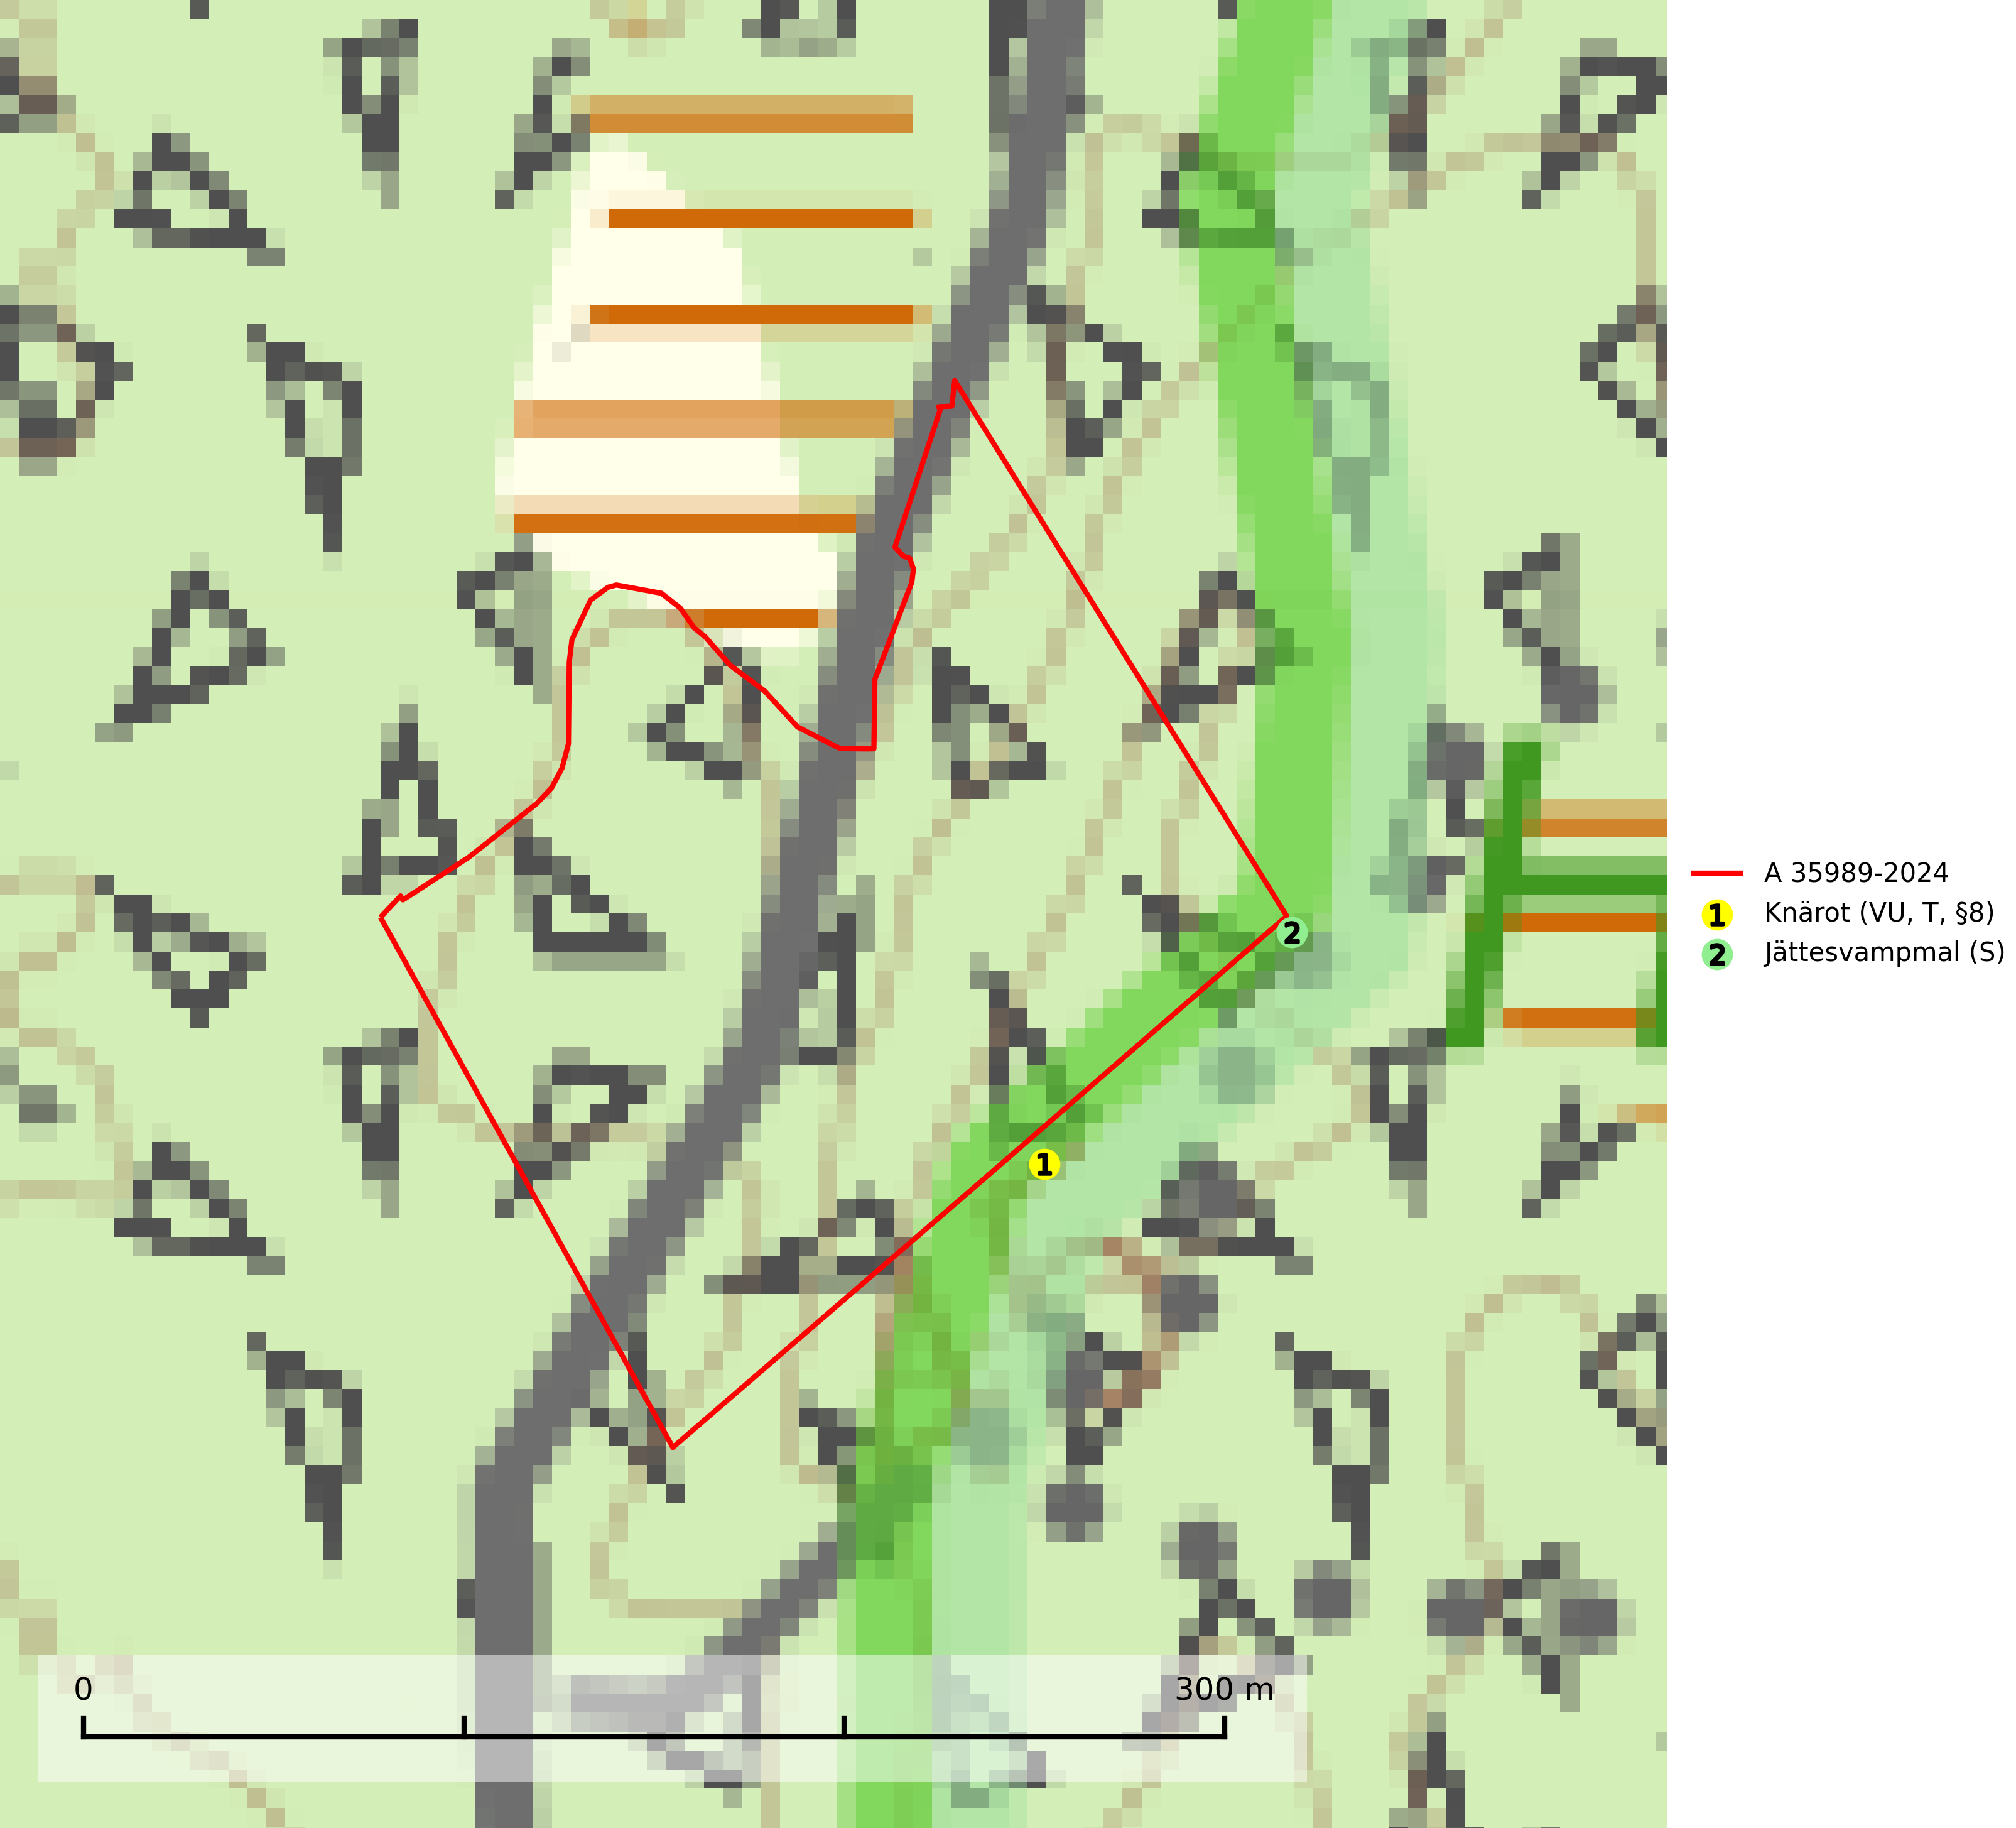 A 35989-2024
1 Knärot (VU, T, §8)
2 Jättesvampmal (S)
2
1
0 300 m